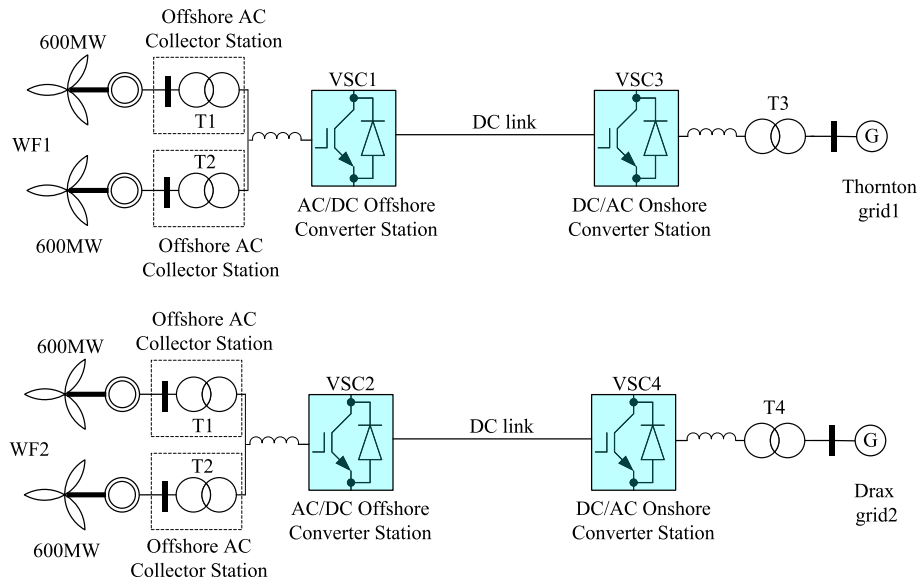 Offshore AC
Collector Station
600MW
T1
WF1
T2
600MW
Offshore AC
Collector Station
VSC1
AC/DC Offshore
Converter Station
DC link
VSC3
DC/AC Onshore
Converter Station
T3
G
Thornton
grid1
Offshore AC
Collector Station
600MW
T1
WF2
T2
600MW
Offshore AC
Collector Station
VSC2
AC/DC Offshore
Converter Station
DC link
VSC4
DC/AC Onshore
Converter Station
T4
G
Drax
grid2